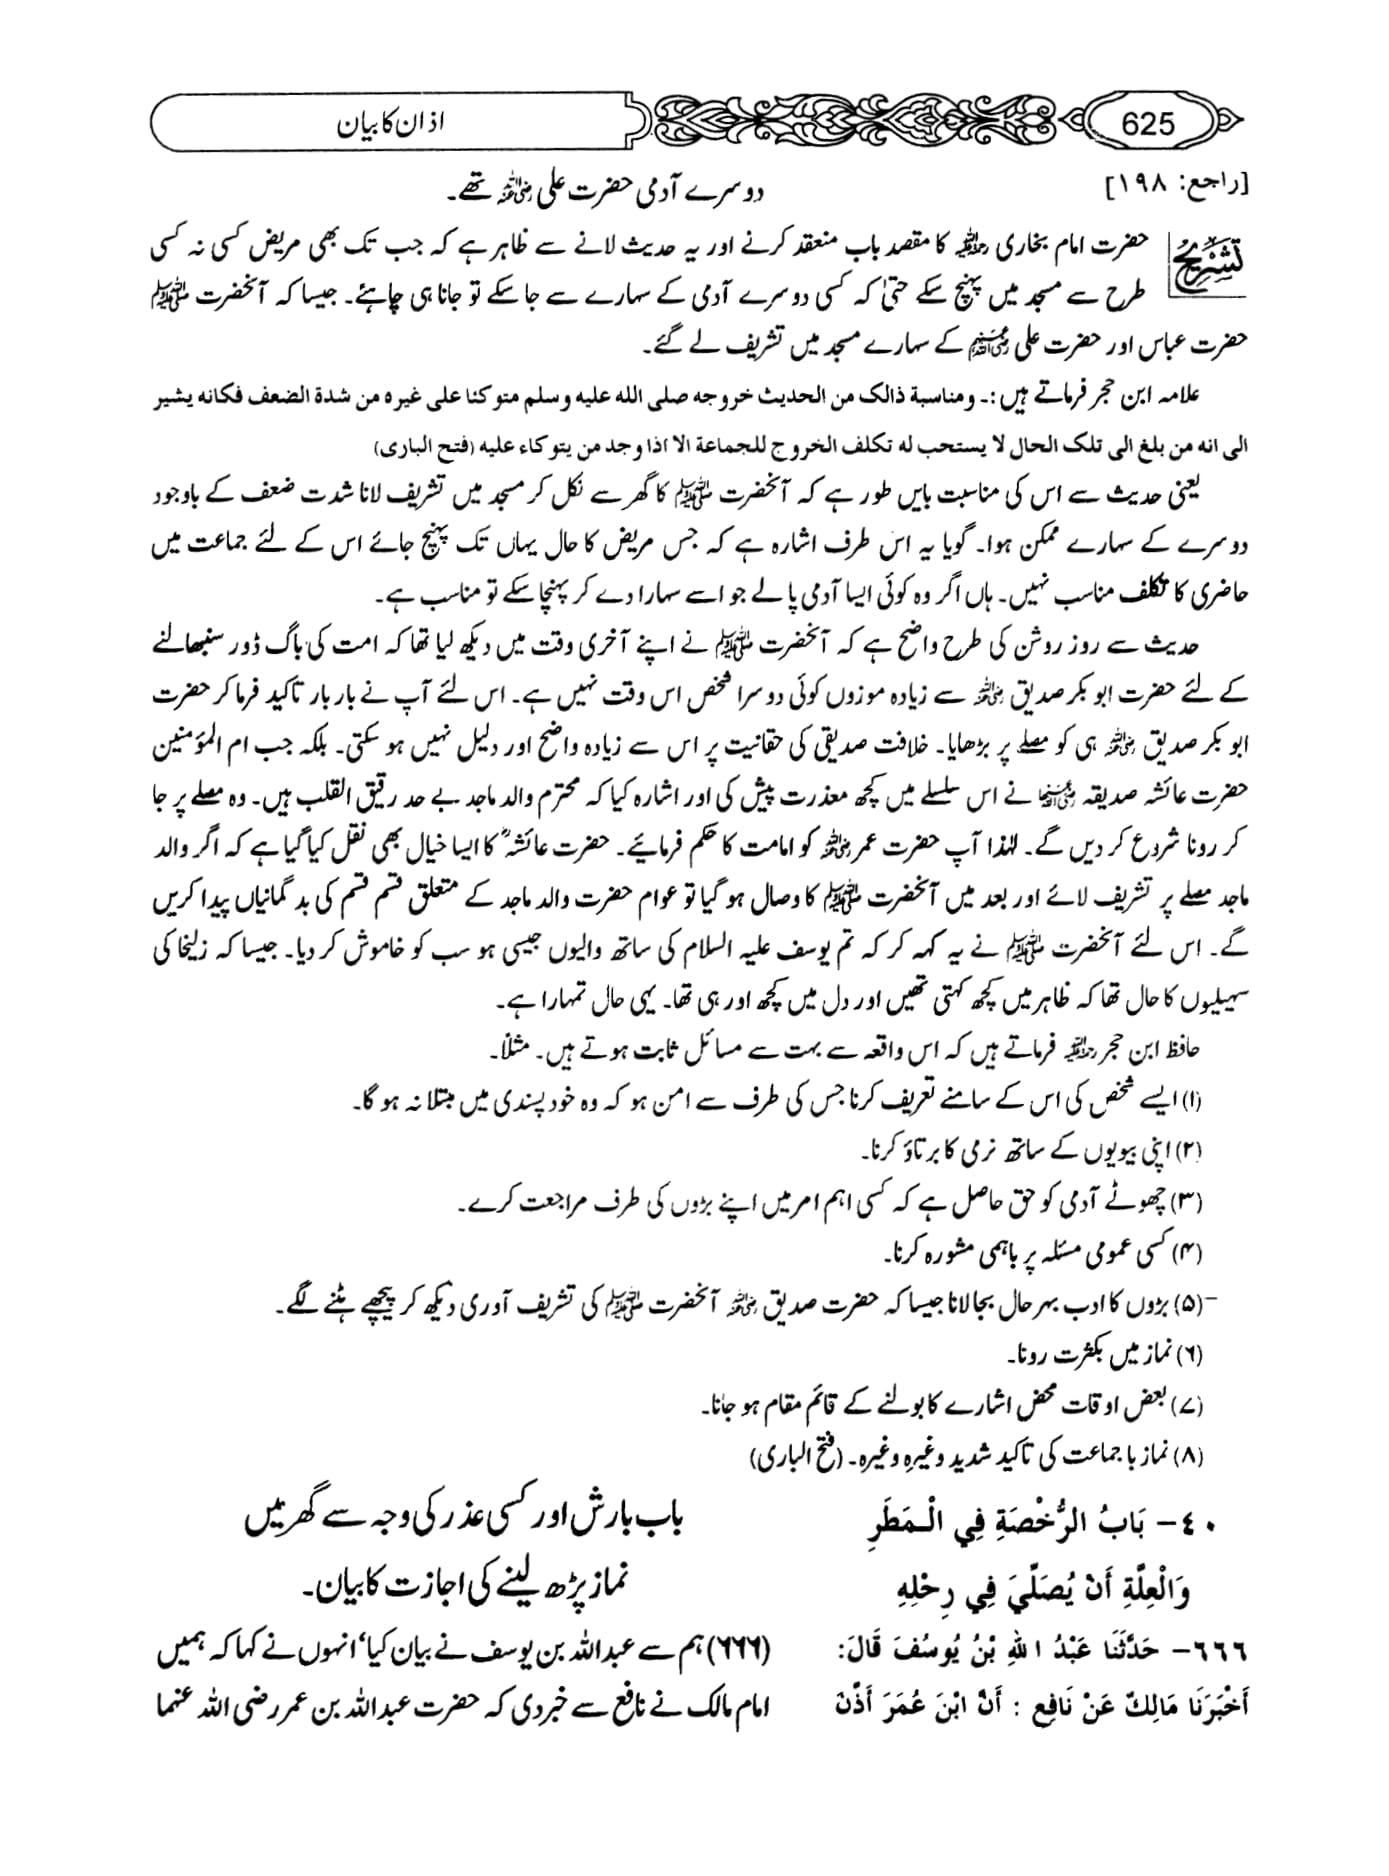 625
اذان کا بیان
[راجع: ١٩٨]
دوسرے آدمی حضرت علی رضی اللہ عنہ تھے۔
تشریح
حضرت امام بخاری رحمۃ اللہ علیہ کا مقصد باب منعقد کرنے اور یہ حدیث لانے سے ظاہر ہے کہ جب تک بھی مریض کسی نہ کسی
طرح سے مسجد میں پہنچ سکے حتیٰ کہ کسی دوسرے آدمی کے سہارے سے جا سکے تو جانا ہی چاہئے۔ جیسا کہ آنحضرت ﷺ
حضرت عباس اور حضرت علی رضی اللہ عنہما کے سہارے مسجد میں تشریف لے گئے۔
علامہ ابن حجر فرماتے ہیں :۔ ومناسبة ذالک من الحدیث خروجه صلی الله علیه وسلم متوکئا علی غیره من شدة الضعف فکانه یشیر
الی انه من بلغ الی تلک الحال لا یستحب له تکلف الخروج للجماعة الا اذا وجد من یتوکاء علیه (فتح الباری)
یعنی حدیث سے اس کی مناسبت بایں طور ہے کہ آنحضرت ﷺ کا گھر سے نکل کر مسجد میں تشریف لانا شدت ضعف کے باوجود
دوسرے کے سہارے ممکن ہوا۔ گویا یہ اس طرف اشارہ ہے کہ جس مریض کا حال یہاں تک پہنچ جائے اس کے لئے جماعت میں
حاضری کا تکلف مناسب نہیں۔ ہاں اگر وہ کوئی ایسا آدمی پا لے جو اسے سہارا دے کر پہنچا سکے تو مناسب ہے۔
حدیث سے روز روشن کی طرح واضح ہے کہ آنحضرت ﷺ نے اپنے آخری وقت میں دیکھ لیا تھا کہ امت کی باگ ڈور سنبھالنے
کے لئے حضرت ابو بکر صدیق رضی اللہ عنہ سے زیادہ موزوں کوئی دوسرا شخص اس وقت نہیں ہے۔ اس لئے آپ نے بار بار تاکید فرما کر حضرت
ابو بکر صدیق رضی اللہ عنہ ہی کو مصلے پر بڑھایا۔ خلافت صدیقی کی حقانیت پر اس سے زیادہ واضح اور دلیل نہیں ہو سکتی۔ بلکہ جب ام المؤمنین
حضرت عائشہ صدیقہ رضی اللہ عنہا نے اس سلسلے میں کچھ معذرت پیش کی اور اشارہ کیا کہ محترم والد ماجد بے حد رقیق القلب ہیں۔ وہ مصلے پر جا
کر رونا شروع کر دیں گے۔ لہٰذا آپ حضرت عمر رضی اللہ عنہ کو امامت کا حکم فرمائیے۔ حضرت عائشہؓ کا ایسا خیال بھی نقل کیا گیا ہے کہ اگر والد
ماجد مصلے پر تشریف لائے اور بعد میں آنحضرت ﷺ کا وصال ہو گیا تو عوام حضرت والد ماجد کے متعلق قسم قسم کی بد گمانیاں پیدا کریں
گے۔ اس لئے آنحضرت ﷺ نے یہ کہہ کر کہ تم یوسف علیہ السلام کی ساتھ والیوں جیسی ہو سب کو خاموش کر دیا۔ جیسا کہ زلیخا کی
سہیلیوں کا حال تھا کہ ظاہر میں کچھ کہتی تھیں اور دل میں کچھ اور ہی تھا۔ یہی حال تمہارا ہے۔
حافظ ابن حجر رحمۃ اللہ علیہ فرماتے ہیں کہ اس واقعہ سے بہت سے مسائل ثابت ہوتے ہیں۔ مثلاً۔
(۱) ایسے شخص کی اس کے سامنے تعریف کرنا جس کی طرف سے امن ہو کہ وہ خود پسندی میں مبتلا نہ ہو گا۔
(۲) اپنی بیویوں کے ساتھ نرمی کا برتاؤ کرنا۔
(۳) چھوٹے آدمی کو حق حاصل ہے کہ کسی اہم امر میں اپنے بڑوں کی طرف مراجعت کرے۔
(۴) کسی عمومی مسئلہ پر باہمی مشورہ کرنا۔
(۵) بڑوں کا ادب بہر حال بجا لانا جیسا کہ حضرت صدیق رضی اللہ عنہ آنحضرت ﷺ کی تشریف آوری دیکھ کر پیچھے ہٹنے لگے۔
(۶) نماز میں بکثرت رونا۔
(۷) بعض اوقات محض اشارے کا بولنے کے قائم مقام ہو جانا۔
(۸) نماز با جماعت کی تاکید شدید وغیرہ وغیرہ۔ (فتح الباری)
٤٠- بَابُ الرُّخْصَةِ فِي الْمَطَرِ
وَالْعِلَّةِ أَنْ يُصَلِّيَ فِي رِحْلِهِ
باب بارش اور کسی عذر کی وجہ سے گھر میں
نماز پڑھ لینے کی اجازت کا بیان۔
٦٦٦- حَدَّثَنَا عَبْدُ اللهِ بْنُ يُوسُفَ قَالَ:
أَخْبَرَنَا مَالِكٌ عَنْ نَافِعٍ : أَنَّ ابْنَ عُمَرَ أَذَّنَ
(۶۶۶) ہم سے عبداللہ بن یوسف نے بیان کیا، انہوں نے کہا کہ ہمیں
امام مالک نے نافع سے خبر دی کہ حضرت عبداللہ بن عمر رضی اللہ عنہما